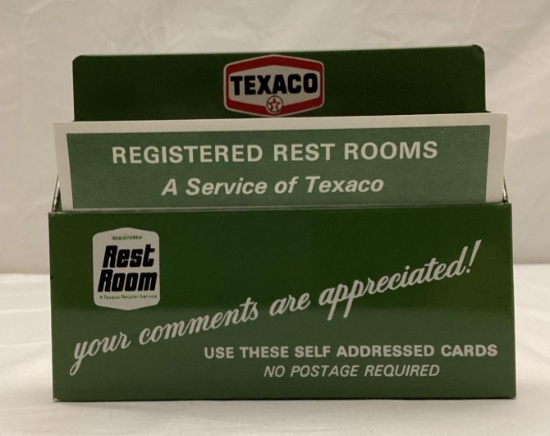 TEXACO
REGISTERED REST ROOMS
A Service of Texaco
REGISTERED
Rest
Room
A Texaco Retailer Service
your comments are appreciated!
USE THESE SELF ADDRESSED CARDS
NO POSTAGE REQUIRED